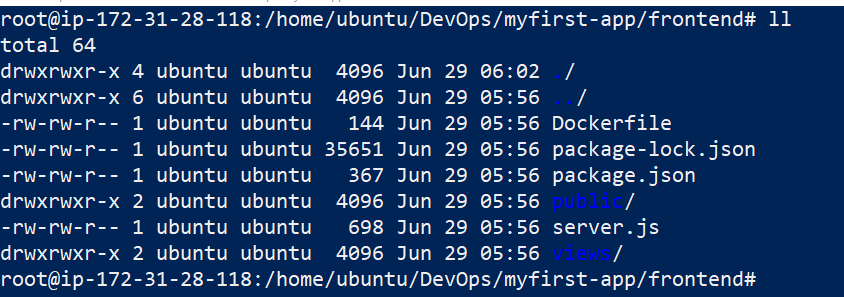 root@ip-172-31-28-118:/home/ubuntu/DevOps/myfirst-app/frontend# ll
total 64
drwxrwxr-x 4 ubuntu ubuntu  4096 Jun 29 06:02 ./
drwxrwxr-x 6 ubuntu ubuntu  4096 Jun 29 05:56 ../
-rw-rw-r-- 1 ubuntu ubuntu   144 Jun 29 05:56 Dockerfile
-rw-rw-r-- 1 ubuntu ubuntu 35651 Jun 29 05:56 package-lock.json
-rw-rw-r-- 1 ubuntu ubuntu   367 Jun 29 05:56 package.json
drwxrwxr-x 2 ubuntu ubuntu  4096 Jun 29 05:56 public/
-rw-rw-r-- 1 ubuntu ubuntu   698 Jun 29 05:56 server.js
drwxrwxr-x 2 ubuntu ubuntu  4096 Jun 29 05:56 views/
root@ip-172-31-28-118:/home/ubuntu/DevOps/myfirst-app/frontend#